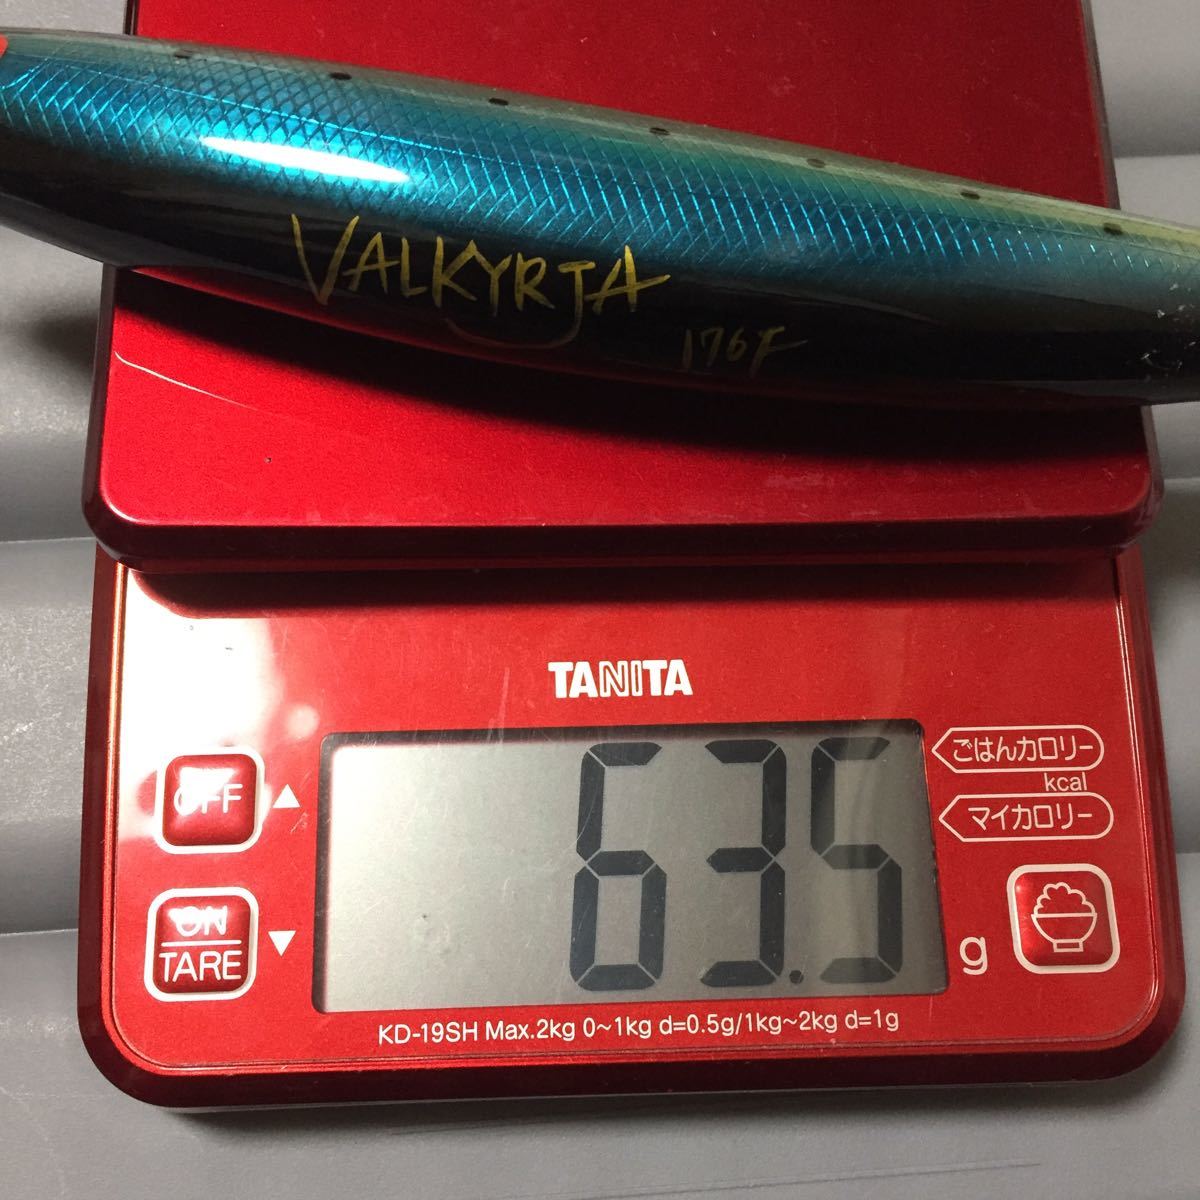 VALKYRJA
176F
TANITA
OFF
ON
TARE
63.5
g
ごはんカロリー
kcal
マイカロリー
KD-19SH Max.2kg 0~1kg d=0.5g/1kg~2kg d=1g